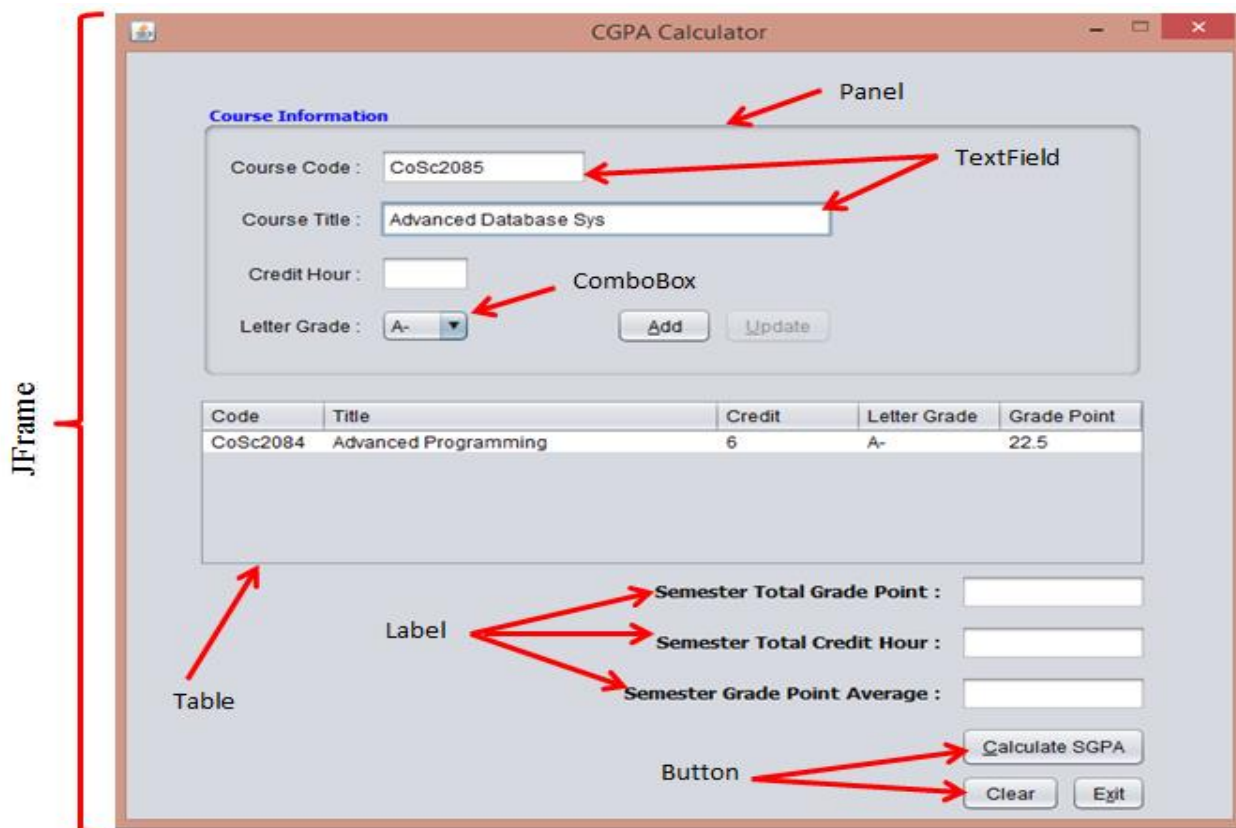 CGPA Calculator
Panel
Course Information
Course Code : CoSc2085
TextField
Course Title : Advanced Database Sys
Credit Hour :
ComboBox
Letter Grade : A- Add Update
JFrame
Code Title Credit Letter Grade Grade Point
CoSc2084 Advanced Programming 6 A- 22.5
Semester Total Grade Point :
Label
Semester Total Credit Hour :
Semester Grade Point Average :
Table
Calculate SGPA
Button
Clear Exit